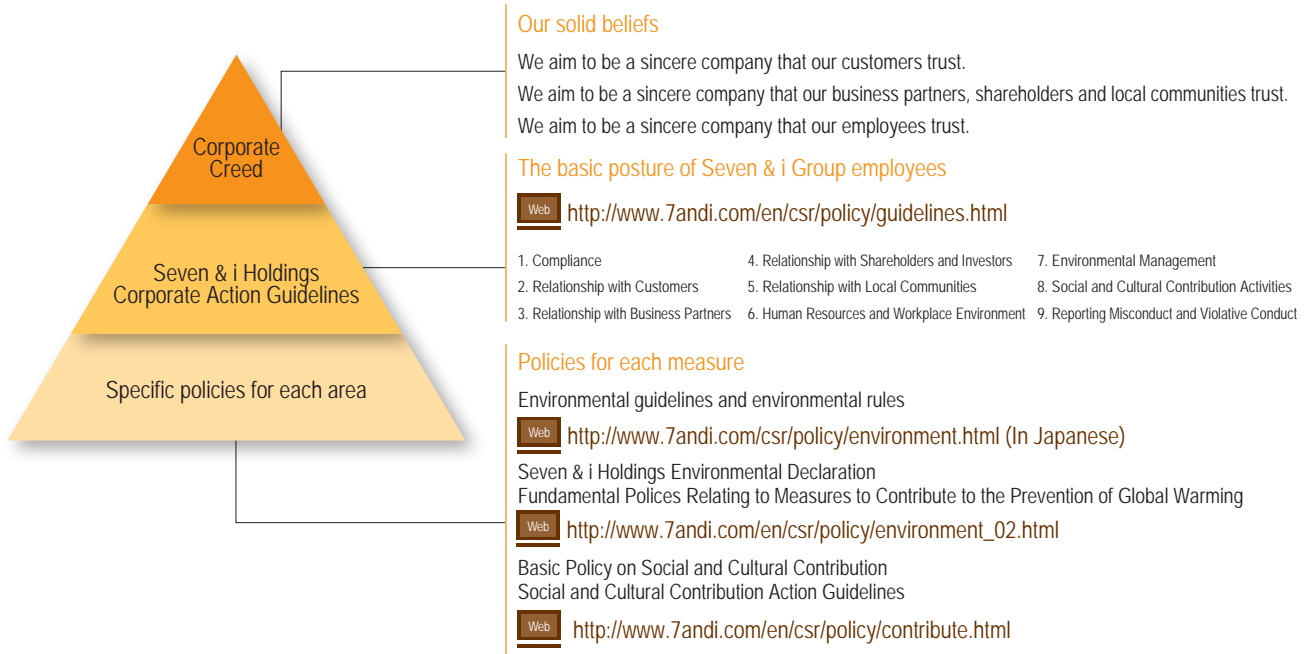 Corporate
Creed
Seven & i Holdings
Corporate Action Guidelines
Specific policies for each area
Our solid beliefs
We aim to be a sincere company that our customers trust.
We aim to be a sincere company that our business partners, shareholders and local communities trust.
We aim to be a sincere company that our employees trust.
The basic posture of Seven & i Group employees
Web http://www.7andi.com/en/csr/policy/guidelines.html
1. Compliance
2. Relationship with Customers
3. Relationship with Business Partners
4. Relationship with Shareholders and Investors
5. Relationship with Local Communities
6. Human Resources and Workplace Environment
7. Environmental Management
8. Social and Cultural Contribution Activities
9. Reporting Misconduct and Violative Conduct
Policies for each measure
Environmental guidelines and environmental rules
Web http://www.7andi.com/csr/policy/environment.html (In Japanese)
Seven & i Holdings Environmental Declaration
Fundamental Polices Relating to Measures to Contribute to the Prevention of Global Warming
Web http://www.7andi.com/en/csr/policy/environment_02.html
Basic Policy on Social and Cultural Contribution
Social and Cultural Contribution Action Guidelines
Web http://www.7andi.com/en/csr/policy/contribute.html